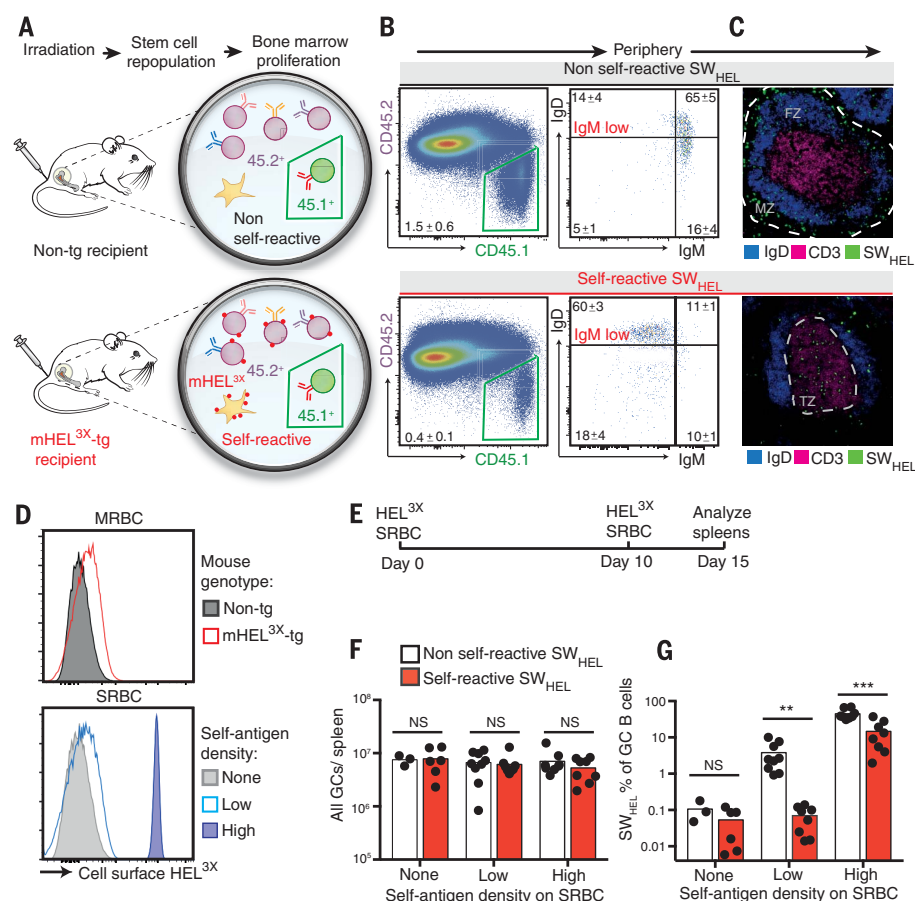 A
Irradiation
Stem cell
repopulation
Bone marrow
proliferation
45.2+
45.1+
Non
self-reactive
Non-tg recipient
mHEL3X
45.2+
45.1+
Self-reactive
mHEL3X-tg
recipient
B
Periphery
C
Non self-reactive SWHEL
CD45.2
1.5±0.6
CD45.1
IgD
14±4
65±5
IgM low
5±1
16±4
IgM
FZ
MZ
IgD CD3 SWHEL
Self-reactive SWHEL
CD45.2
0.4±0.1
CD45.1
IgD
60±3
11±1
IgM low
18±4
10±1
IgM
TZ
IgD CD3 SWHEL
D
MRBC
Mouse
genotype:
Non-tg
mHEL3X-tg
SRBC
Self-antigen
density:
None
Low
High
Cell surface HEL3X
E
HEL3X
SRBC
HEL3X
SRBC
Analyze
spleens
Day 0
Day 10
Day 15
F
Non self-reactive SWHEL
Self-reactive SWHEL
All GCs/ spleen
10^8
10^7
10^6
10^5
NS
NS
NS
None
Low
High
Self-antigen density on SRBC
G
SWHEL % of GC B cells
100
10
1
0.1
0.01
NS
**
***
None
Low
High
Self-antigen density on SRBC